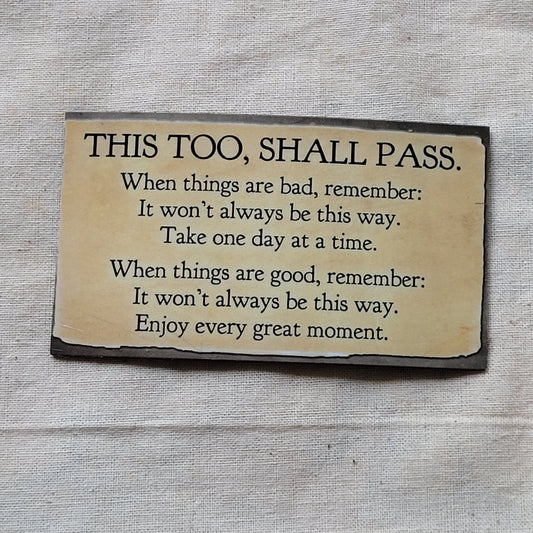 THIS TOO, SHALL PASS.
When things are bad, remember:
It won't always be this way.
Take one day at a time.
When things are good, remember:
It won't always be this way.
Enjoy every great moment.